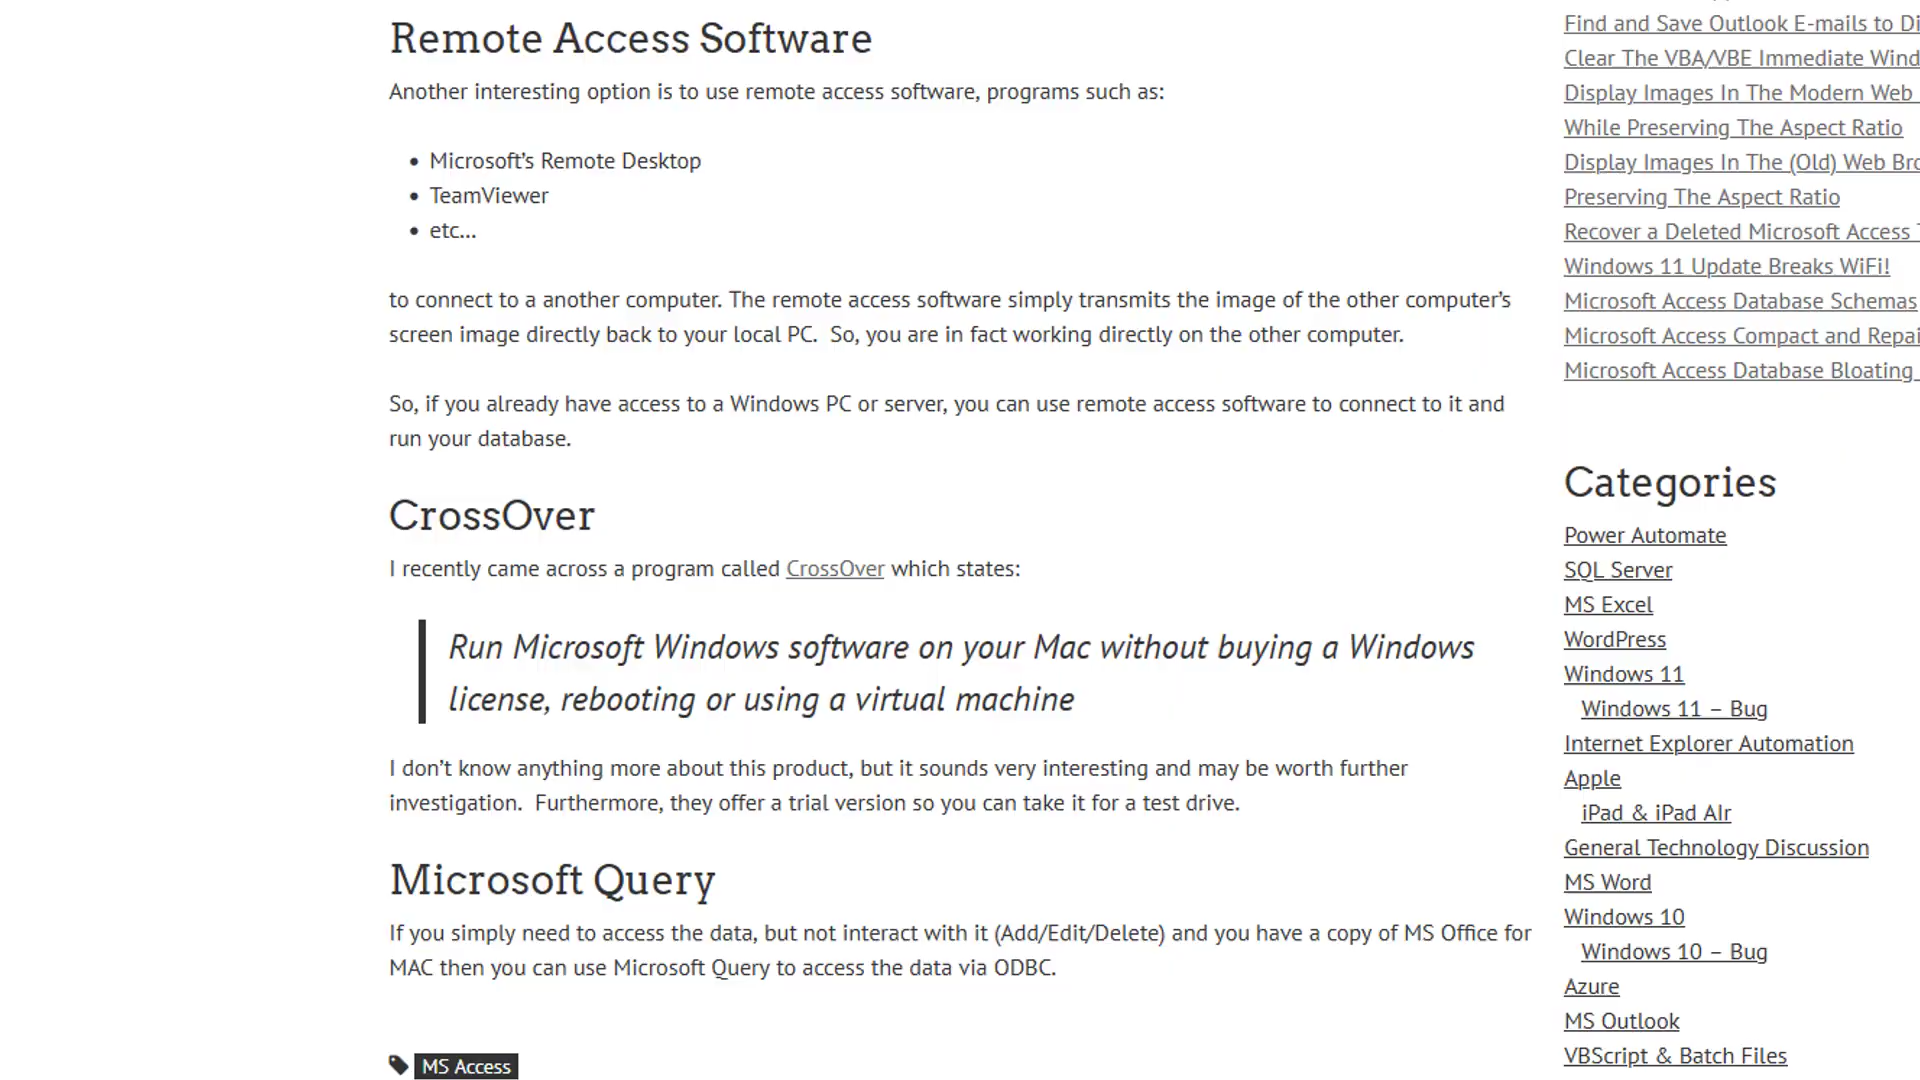 Remote Access Software
Another interesting option is to use remote access software, programs such as:
Microsoft's Remote Desktop
TeamViewer
etc...
to connect to a another computer. The remote access software simply transmits the image of the other computer's
screen image directly back to your local PC.  So, you are in fact working directly on the other computer.
So, if you already have access to a Windows PC or server, you can use remote access software to connect to it and
run your database.
CrossOver
I recently came across a program called CrossOver which states:
Run Microsoft Windows software on your Mac without buying a Windows
license, rebooting or using a virtual machine
I don't know anything more about this product, but it sounds very interesting and may be worth further
investigation.  Furthermore, they offer a trial version so you can take it for a test drive.
Microsoft Query
If you simply need to access the data, but not interact with it (Add/Edit/Delete) and you have a copy of MS Office for
MAC then you can use Microsoft Query to access the data via ODBC.
MS Access
Find and Save Outlook E-mails to
Clear The VBA/VBE Immediate
Display Images In The Modern Web
While Preserving The Aspect Ratio
Display Images In The (Old) Web
Preserving The Aspect Ratio
Recover a Deleted Microsoft Access
Windows 11 Update Breaks WiFi!
Microsoft Access Database Schemas
Microsoft Access Compact and
Microsoft Access Database Bloating
Categories
Power Automate
SQL Server
MS Excel
WordPress
Windows 11
Windows 11 – Bug
Internet Explorer Automation
Apple
iPad & iPad AIr
General Technology Discussion
MS Word
Windows 10
Windows 10 – Bug
Azure
MS Outlook
VBScript & Batch Files